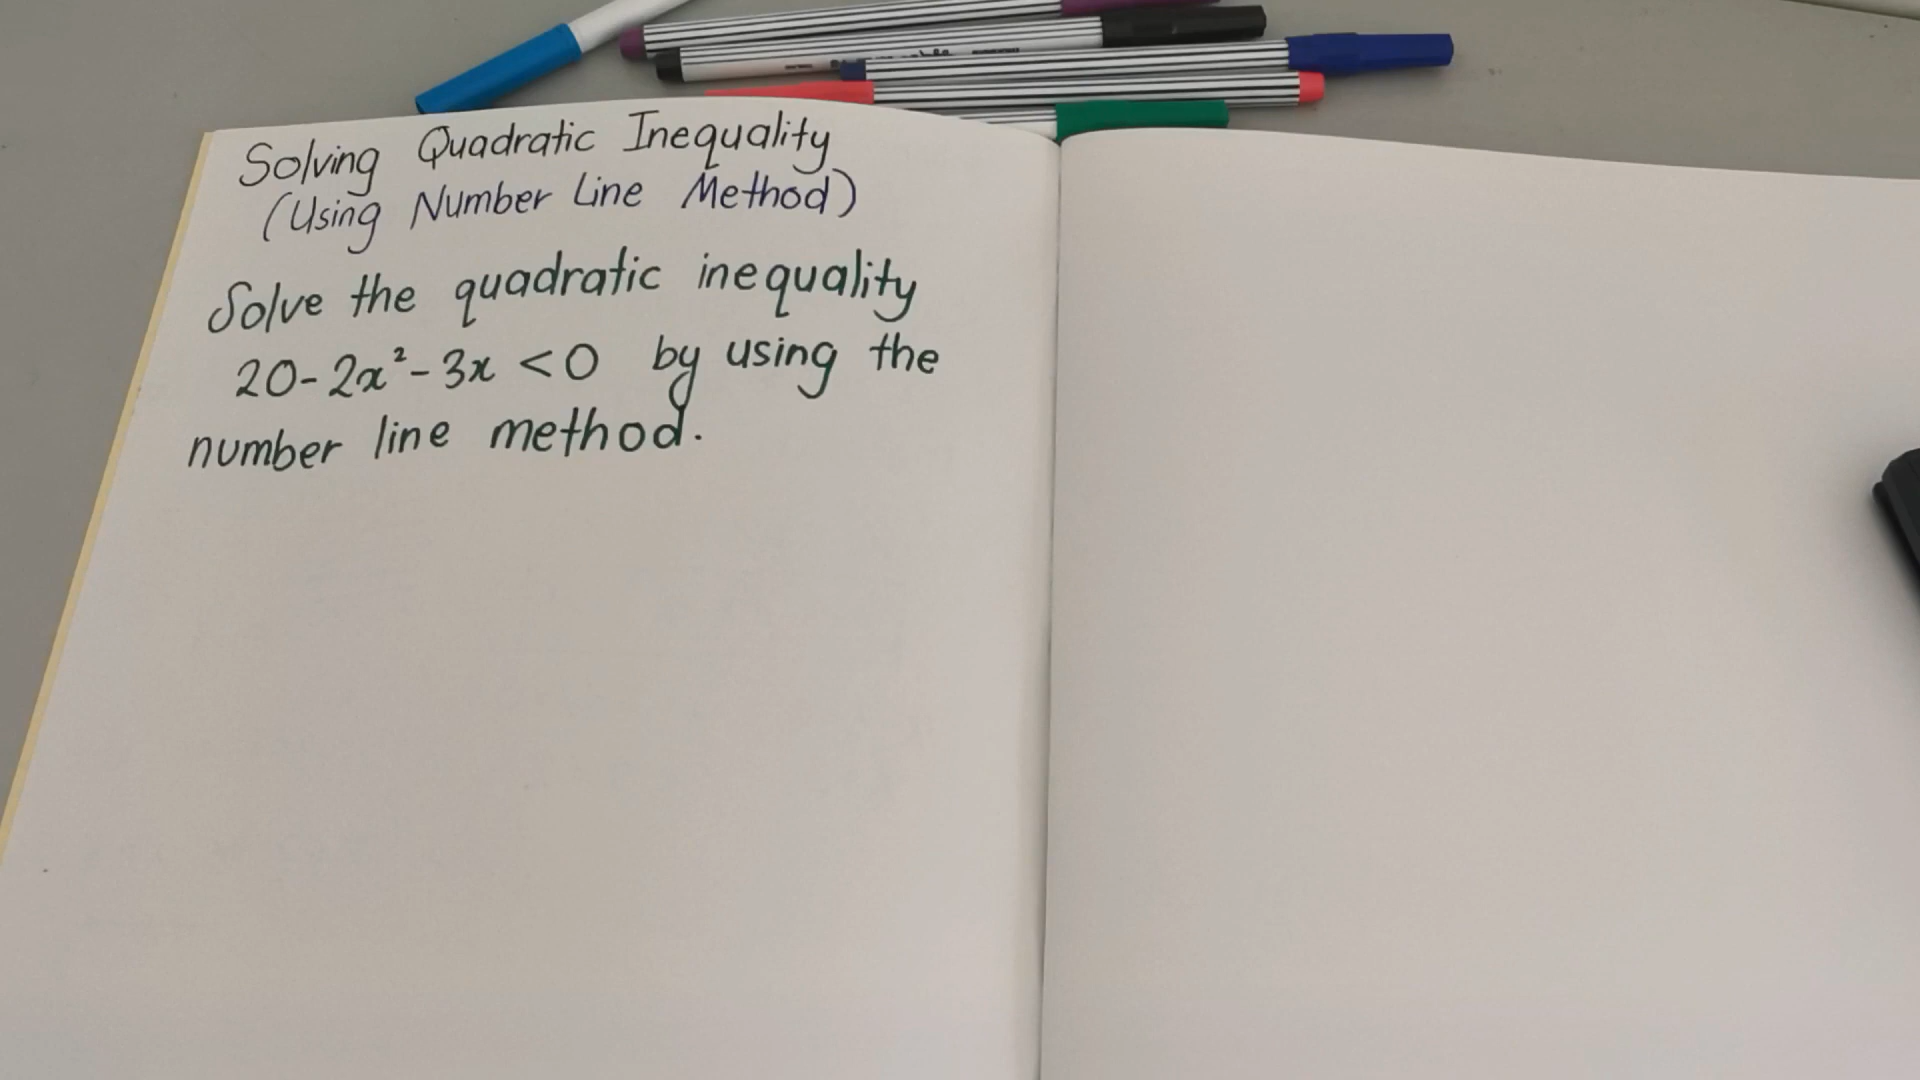 Solving Quadratic Inequality
(Using Number Line Method)
Solve the quadratic inequality
20-2x²-3x <0 by using the
number line method.